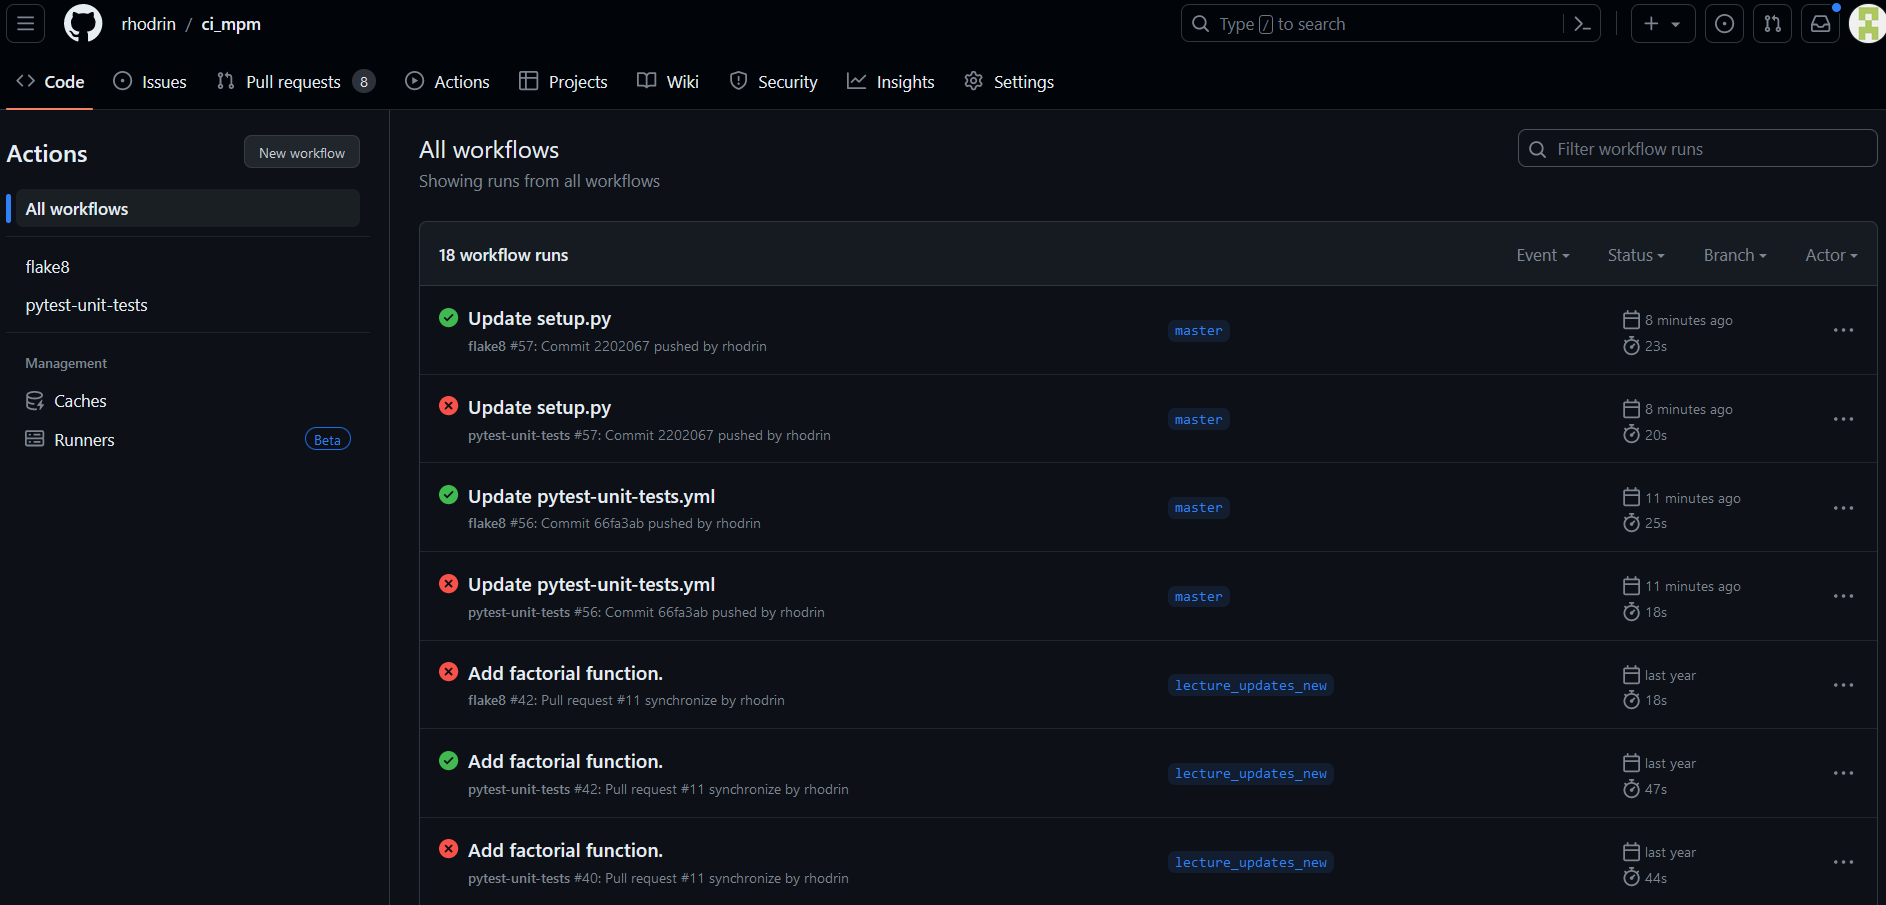 rhodrin / ci_mpm
Type / to search
Code Issues Pull requests 8 Actions Projects Wiki Security Insights Settings
Actions
New workflow
All workflows
flake8
pytest-unit-tests
Management
Caches
Runners Beta
All workflows
Showing runs from all workflows
Filter workflow runs
18 workflow runs Event Status Branch Actor
Update setup.py
flake8 #57: Commit 2202067 pushed by rhodrin
master
8 minutes ago
23s
Update setup.py
pytest-unit-tests #57: Commit 2202067 pushed by rhodrin
master
8 minutes ago
20s
Update pytest-unit-tests.yml
flake8 #56: Commit 66fa3ab pushed by rhodrin
master
11 minutes ago
25s
Update pytest-unit-tests.yml
pytest-unit-tests #56: Commit 66fa3ab pushed by rhodrin
master
11 minutes ago
18s
Add factorial function.
flake8 #42: Pull request #11 synchronize by rhodrin
lecture_updates_new
last year
18s
Add factorial function.
pytest-unit-tests #42: Pull request #11 synchronize by rhodrin
lecture_updates_new
last year
47s
Add factorial function.
pytest-unit-tests #40: Pull request #11 synchronize by rhodrin
lecture_updates_new
last year
44s